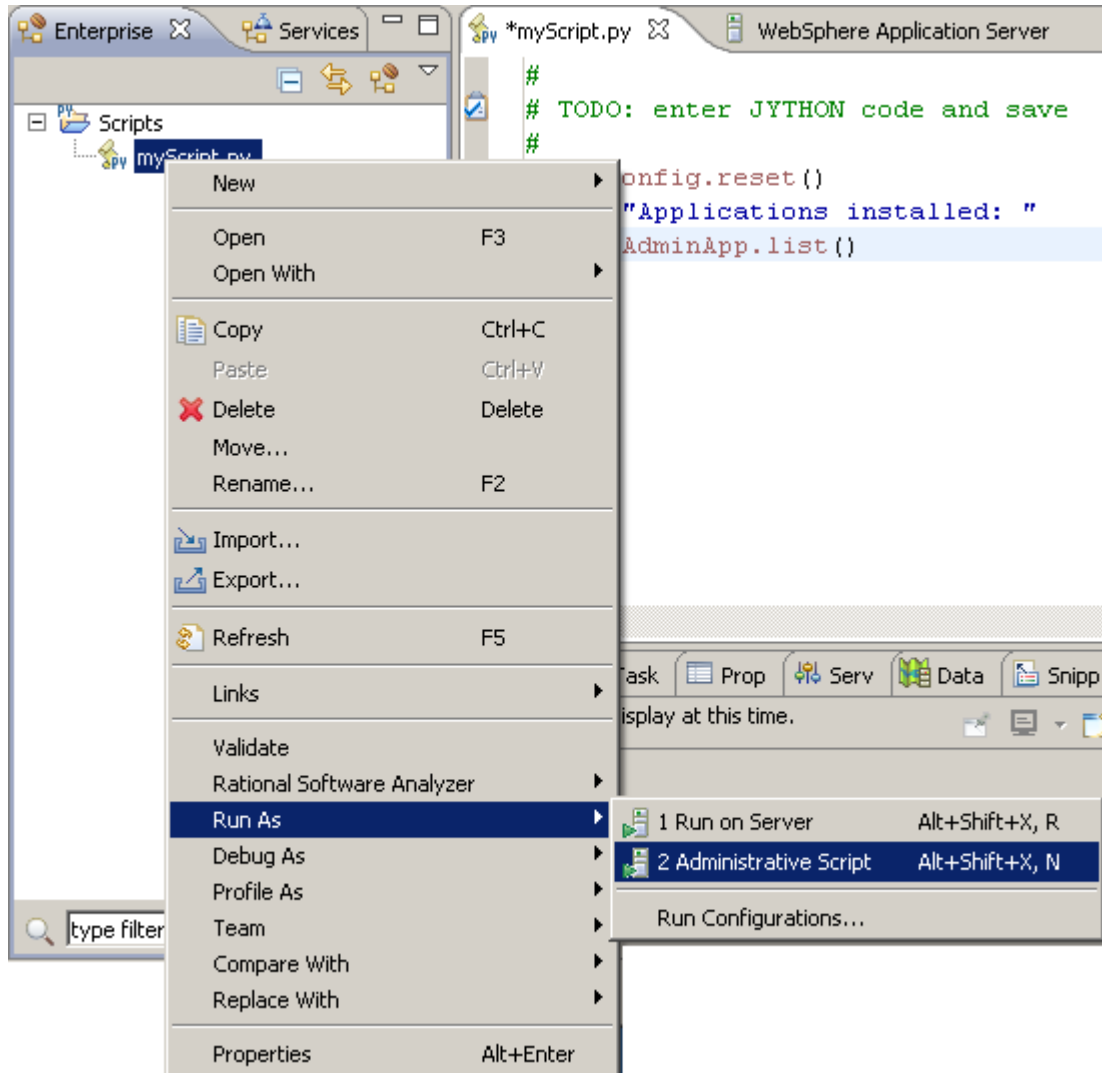 Enterprise
Services
*myScript.py
WebSphere Application Server
#
# TODO: enter JYTHON code and save
#
onfig.reset()
"Applications installed: "
AdminApp.list()
Scripts
myScript.py
New
Open F3
Open With
Copy Ctrl+C
Paste Ctrl+V
Delete Delete
Move...
Rename... F2
Import...
Export...
Refresh F5
Links
Validate
Rational Software Analyzer
Run As
Debug As
Profile As
Team
Compare With
Replace With
Properties Alt+Enter
ask Prop Serv Data Snipp
isplay at this time.
1 Run on Server Alt+Shift+X, R
2 Administrative Script Alt+Shift+X, N
Run Configurations...
type filter